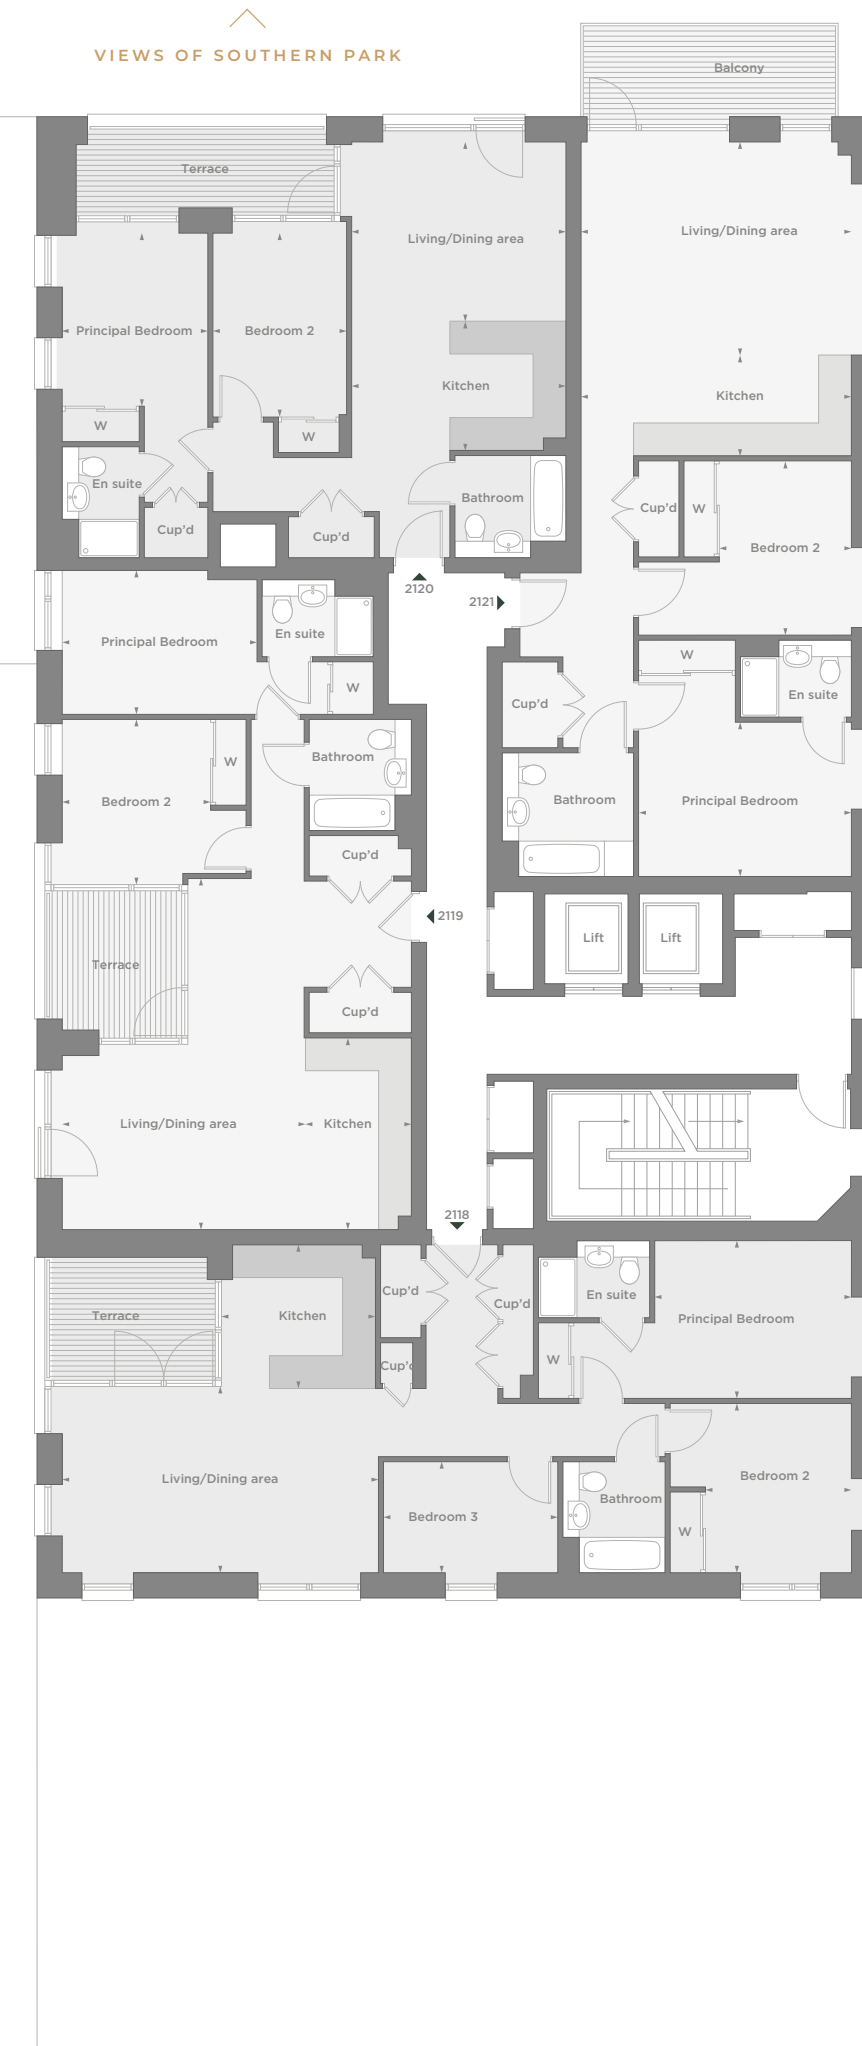 VIEWS OF SOUTHERN PARK
Balcony
Terrace
Living/Dining area
Living/Dining area
Principal Bedroom
Bedroom 2
Kitchen
Kitchen
W
W
En suite
Bathroom
Cup'd
W
Cup'd
Cup'd
Bedroom 2
2120
2121
En suite
Principal Bedroom
W
W
En suite
Cup'd
Bathroom
W
Bedroom 2
Bathroom
Principal Bedroom
Cup'd
2119
Lift
Lift
Terrace
Cup'd
Living/Dining area
Kitchen
2118
Cup'd
Cup'd
En suite
Terrace
Kitchen
Principal Bedroom
W
Cup'd
Living/Dining area
Bedroom 2
Bathroom
Bedroom 3
W